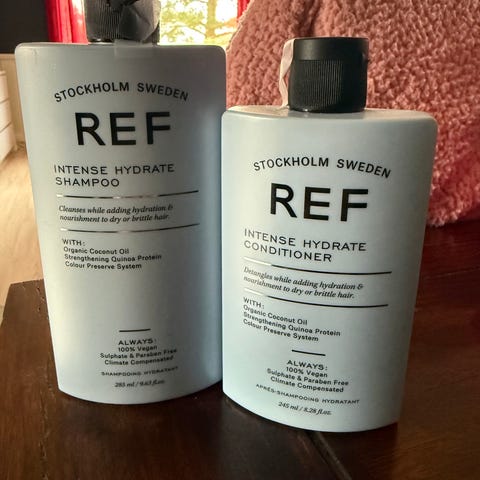 STOCKHOLM SWEDEN
REF
INTENSE HYDRATE
SHAMPOO
Cleanses while adding hydration &
nourishment to dry or brittle hair.
WITH:
Organic Coconut Oil
Strengthening Quinoa Protein
Colour Preserve System
ALWAYS:
100% Vegan
Sulphate & Paraben Free
Climate Compensated
SHAMPOOING HYDRATANT
285 ml / 9.63 fl.oz.
STOCKHOLM SWEDEN
REF
INTENSE HYDRATE
CONDITIONER
Detangles while adding hydration &
nourishment to dry or brittle hair.
WITH:
Organic Coconut Oil
Strengthening Quinoa Protein
Colour Preserve System
ALWAYS:
100% Vegan
Sulphate & Paraben Free
Climate Compensated
APRÈS-SHAMPOOING HYDRATANT
245 ml / 8.28 fl.oz.